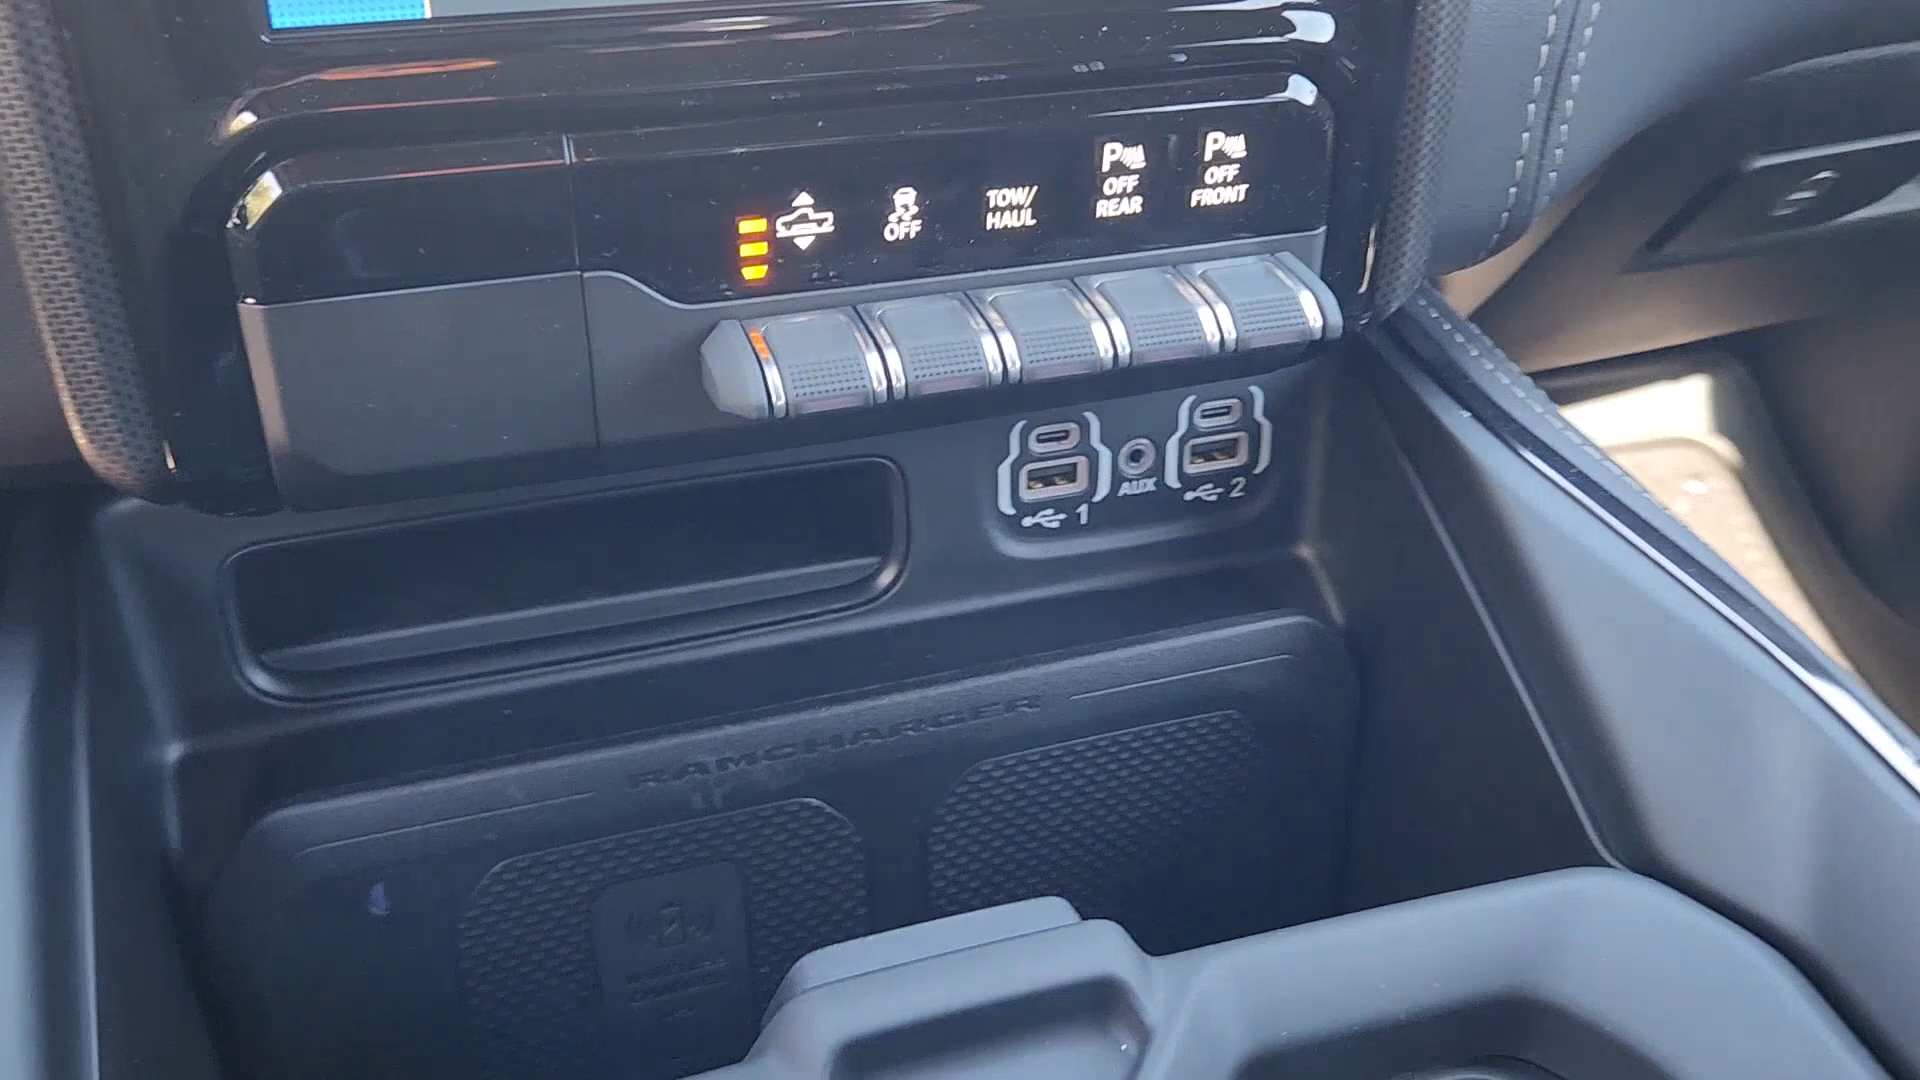 OFF
TOW/
HAUL
P
OFF
REAR
P
OFF
FRONT
1
AUX
2
RAMCHARGER